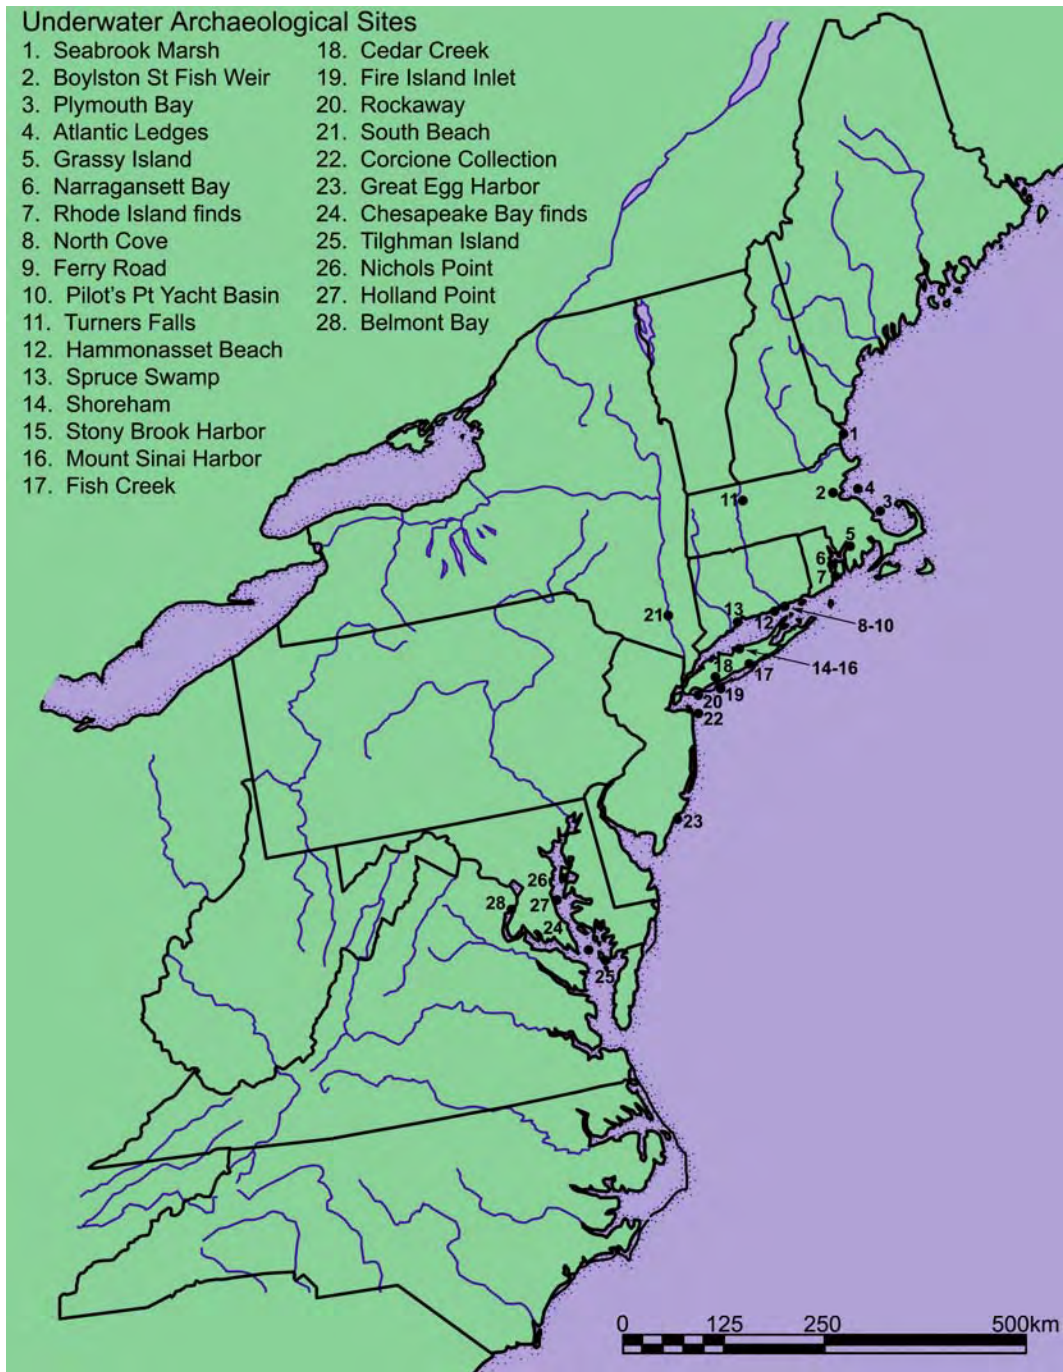 Underwater Archaeological Sites
1. Seabrook Marsh
2. Boylston St Fish Weir
3. Plymouth Bay
4. Atlantic Ledges
5. Grassy Island
6. Narragansett Bay
7. Rhode Island finds
8. North Cove
9. Ferry Road
10. Pilot's Pt Yacht Basin
11. Turners Falls
12. Hammonasset Beach
13. Spruce Swamp
14. Shoreham
15. Stony Brook Harbor
16. Mount Sinai Harbor
17. Fish Creek
18. Cedar Creek
19. Fire Island Inlet
20. Rockaway
21. South Beach
22. Corcione Collection
23. Great Egg Harbor
24. Chesapeake Bay finds
25. Tilghman Island
26. Nichols Point
27. Holland Point
28. Belmont Bay
1
2
4
3
11
5
6
7
21
13
12
8-10
14-16
18
17
19
20
22
23
26
28
27
24
25
0 125 250 500km